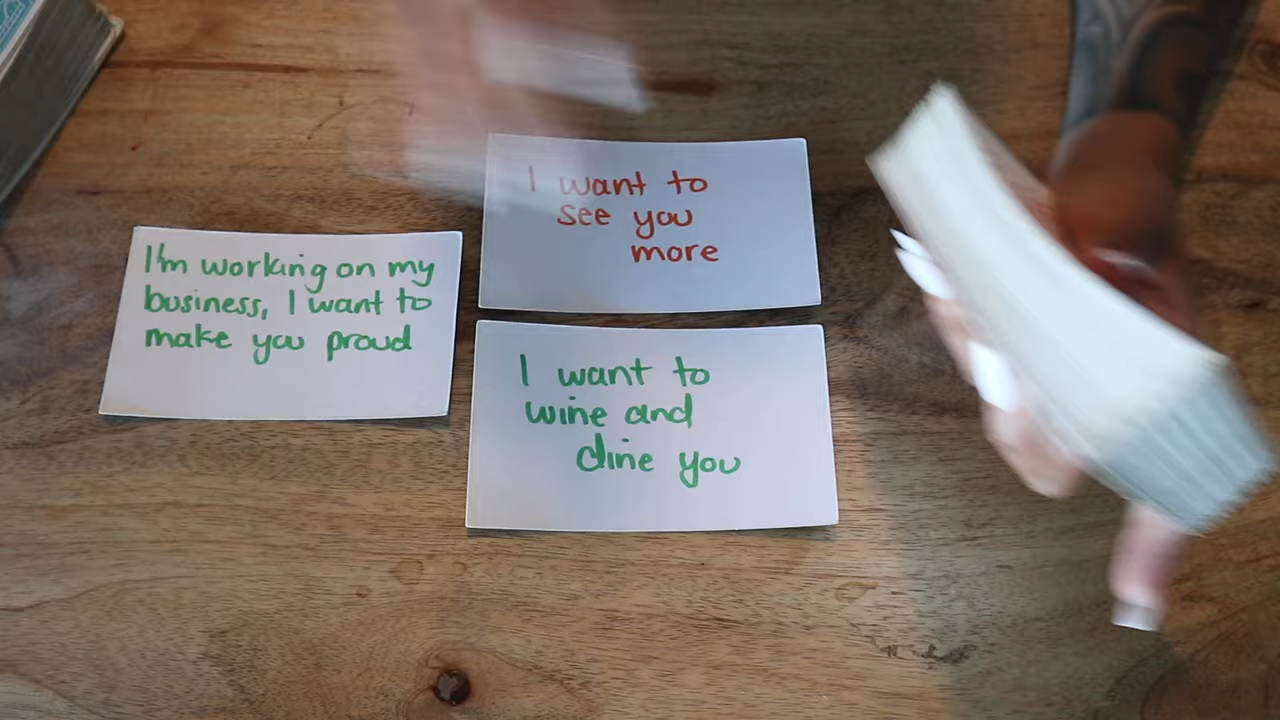 I'm working on my
business, I want to
make you proud
I want to
see you
more
I want to
wine and
dine you